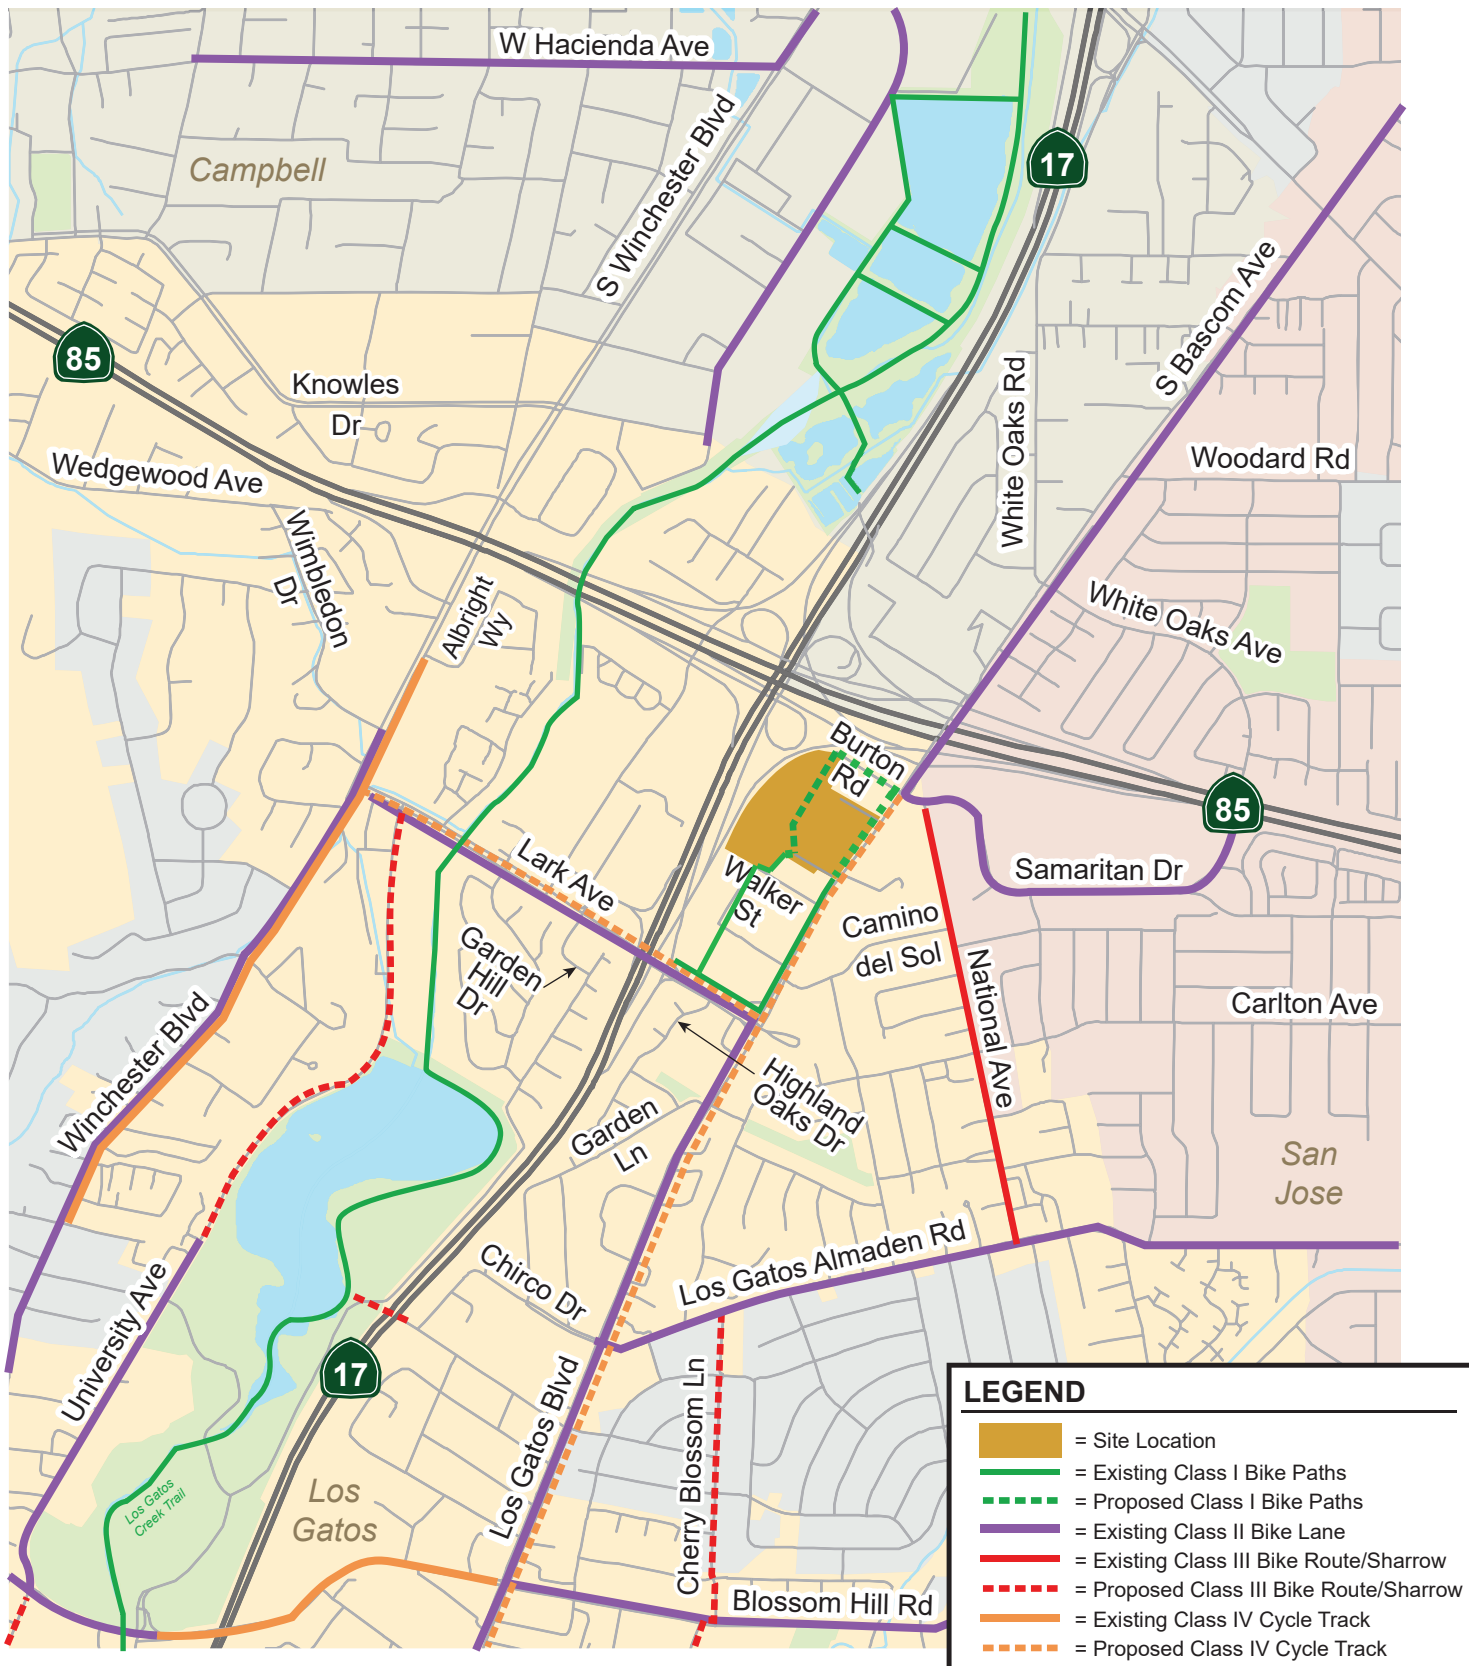 W Hacienda Ave
Campbell
S Winchester Blvd
17
S Bascom Ave
85
Knowles
Dr
White Oaks Rd
Wedgewood Ave
Woodard Rd
Wimbledon
Dr
Albright
Wy
White Oaks Ave
Burton
Rd
85
Lark Ave
Walker
St
Samaritan Dr
Camino
del Sol
Garden
Hill
Dr
National Ave
Carlton Ave
Winchester Blvd
Highland
Oaks Dr
Garden
Ln
San
Jose
Chirco Dr
Los Gatos Almaden Rd
University Ave
17
Los Gatos Blvd
Cherry Blossom Ln
Los Gatos
Creek Trail
Los
Gatos
Blossom Hill Rd
LEGEND
= Site Location
= Existing Class I Bike Paths
= Proposed Class I Bike Paths
= Existing Class II Bike Lane
= Existing Class III Bike Route/Sharrow
= Proposed Class III Bike Route/Sharrow
= Existing Class IV Cycle Track
= Proposed Class IV Cycle Track